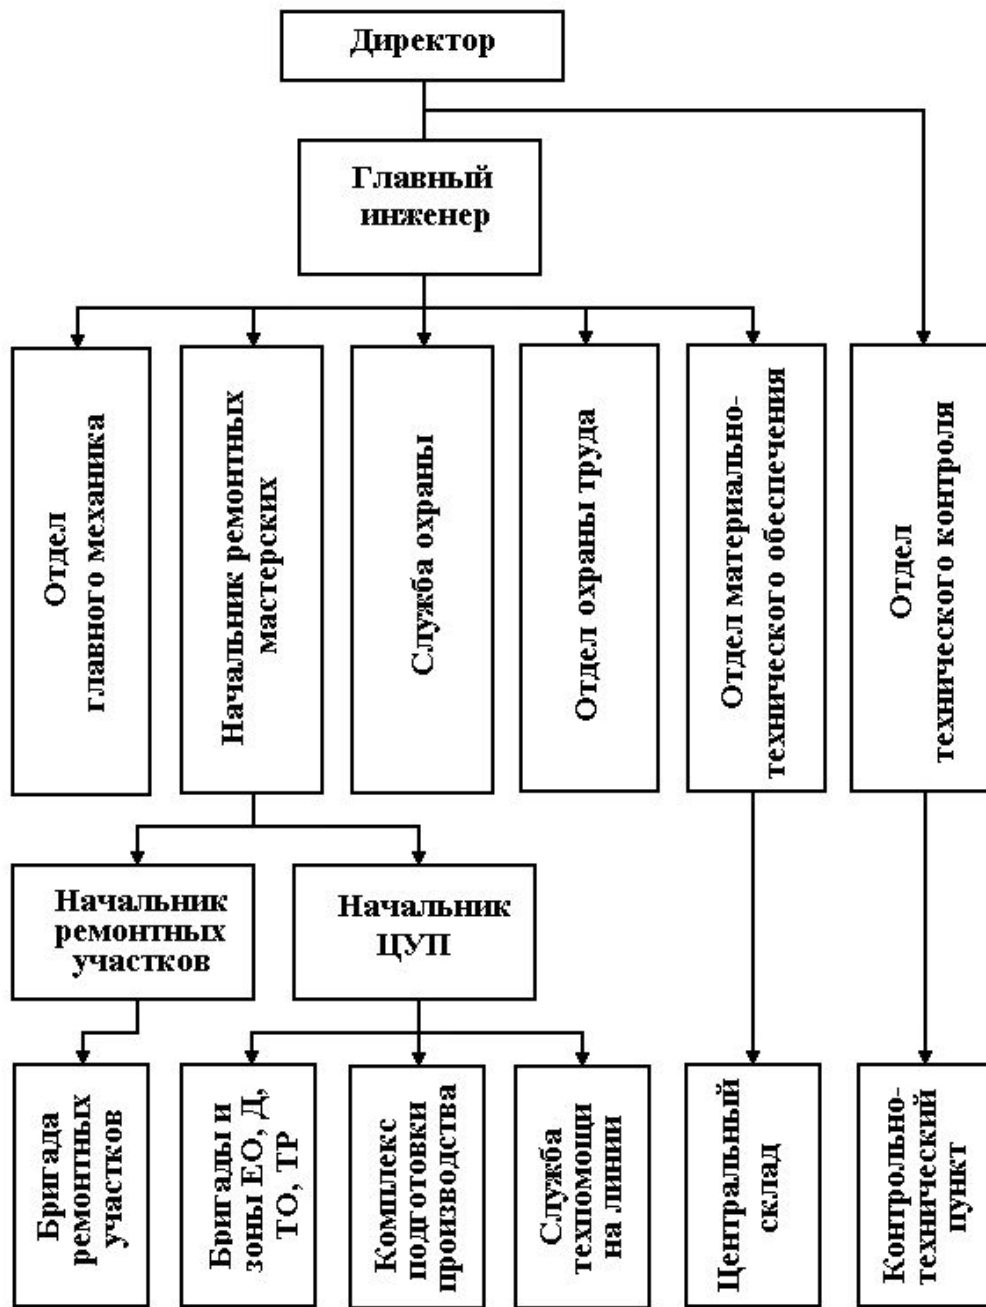 Директор
Главный
инженер
Отдел
главного механика
Начальник ремонтных
мастерских
Служба охраны
Отдел охраны труда
Отдел материально-
технического обеспечения
Отдел
технического контроля
Начальник
ремонтных
участков
Начальник
ЦУП
Бригада
ремонтных
участков
Бригады и
зоны ЕО, Д,
ТО, ТР
Комплекс
подготовки
производства
Служба
техпомощи
на линии
Центральный
склад
Контрольно-
технический
пункт